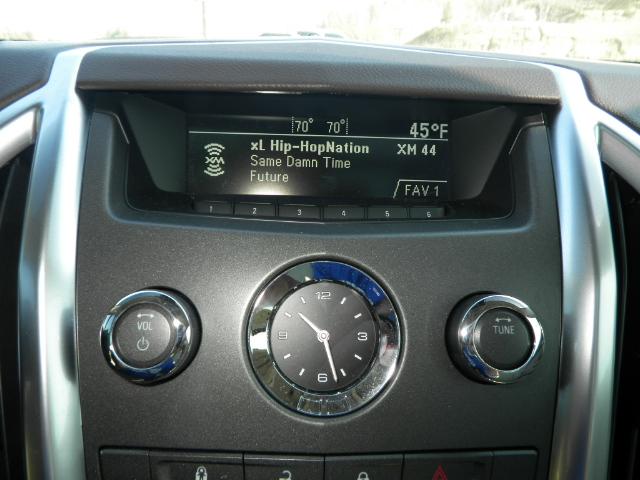 70° 70°
45°F
xL Hip-HopNation XM 44
XM
Same Damn Time
Future
FAV 1
1 2 3 4 5 6
VOL
TUNE
12
3
6
9